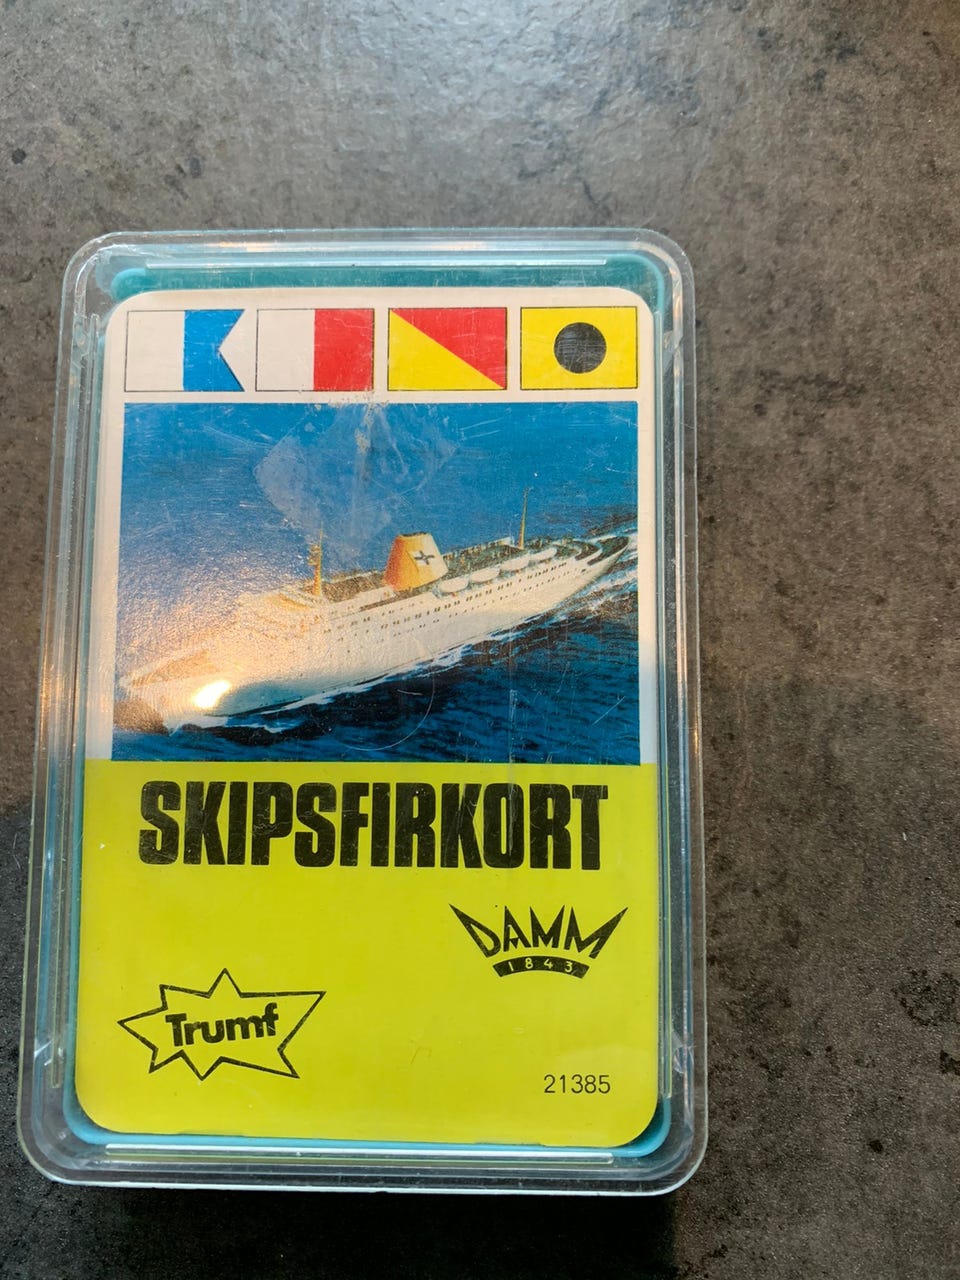 SKIPSFIRKORT
DAMM
1843
Trumf
21385